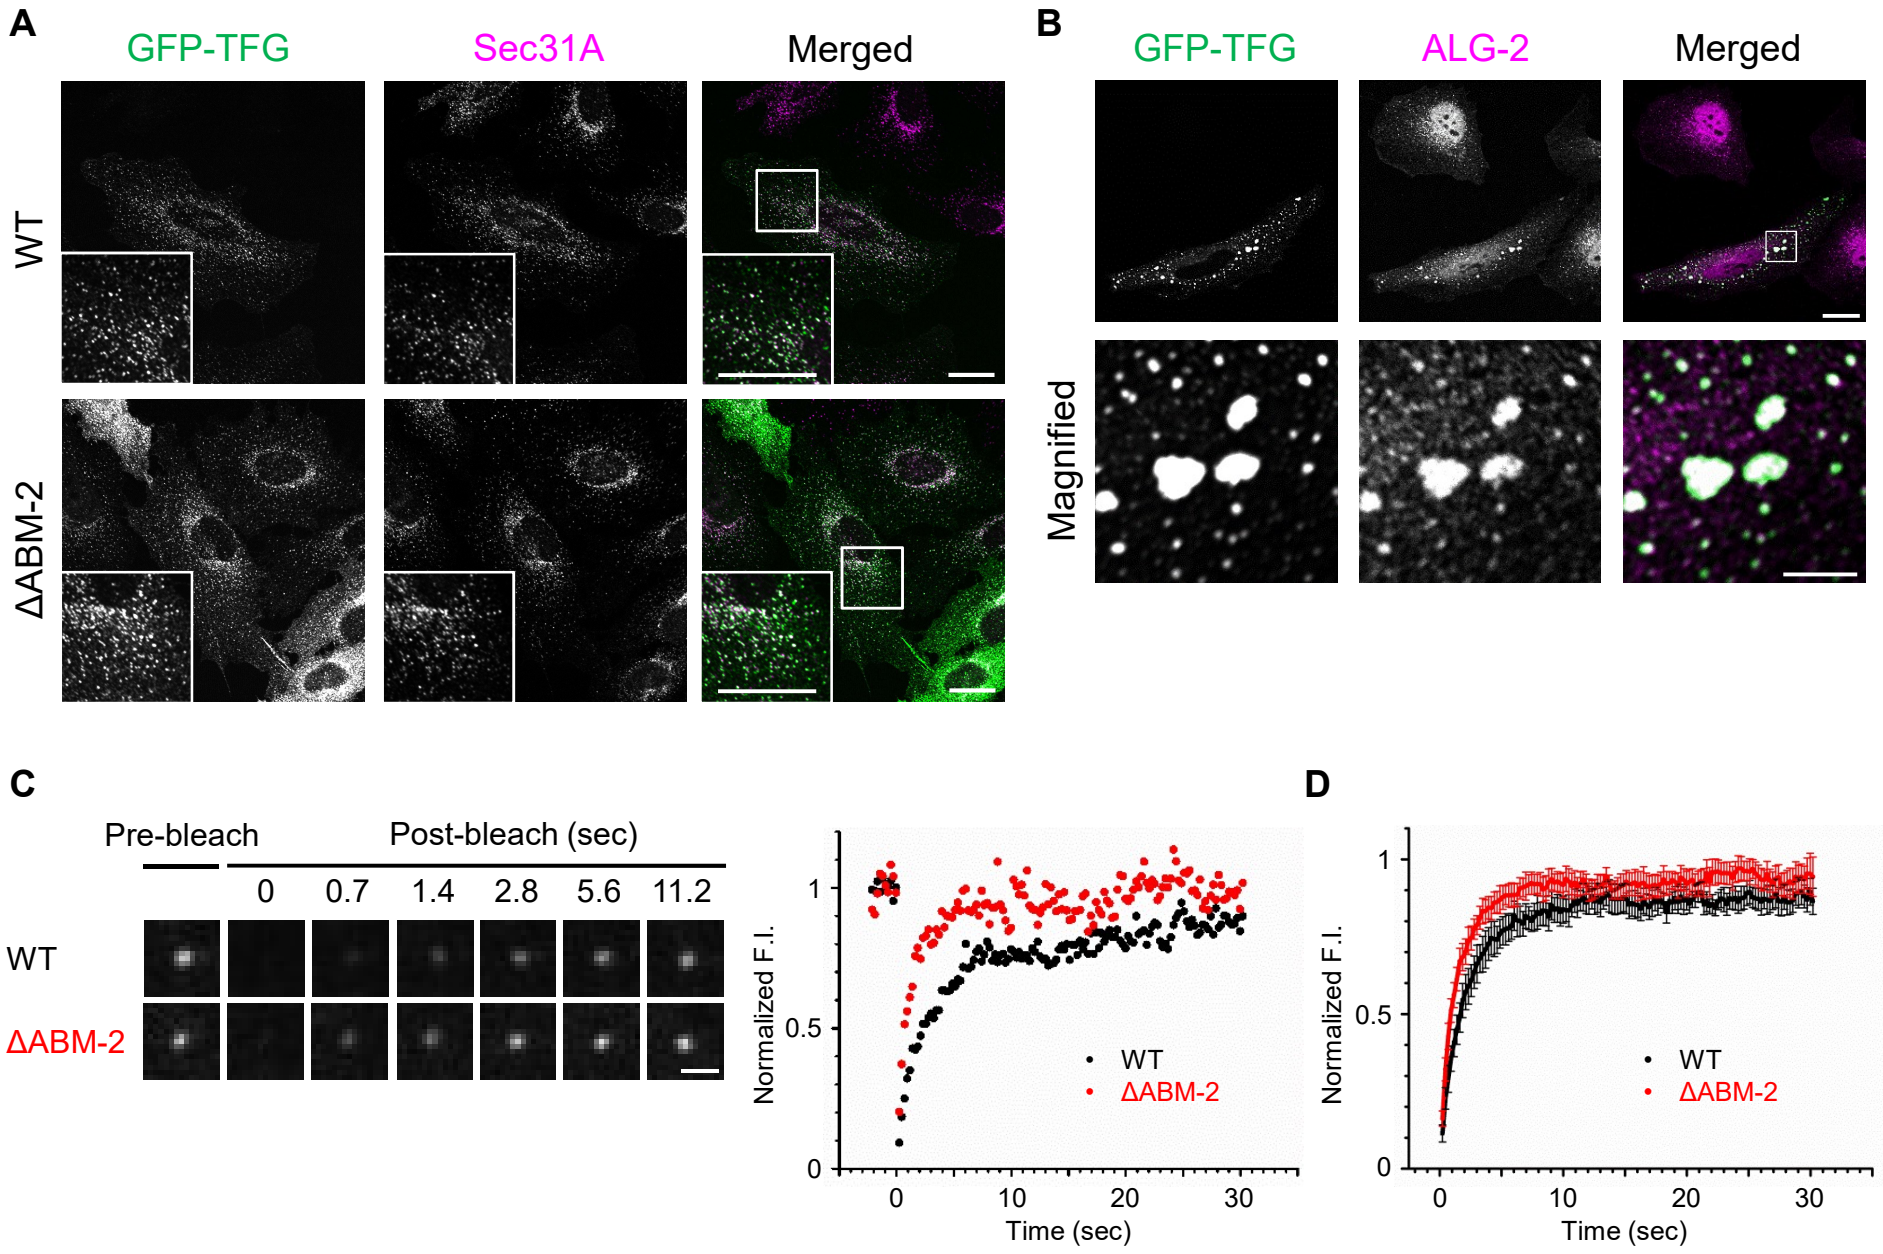 A
GFP-TFG
Sec31A
Merged
WT
ΔABM-2
B
GFP-TFG
ALG-2
Merged
Magnified
C
Pre-bleach
Post-bleach (sec)
0 0.7 1.4 2.8 5.6 11.2
WT
ΔABM-2
Normalized F.I.
1
0.5
0
WT
ΔABM-2
0 10 20 30
Time (sec)
D
Normalized F.I.
1
0.5
0
WT
ΔABM-2
0 10 20 30
Time (sec)